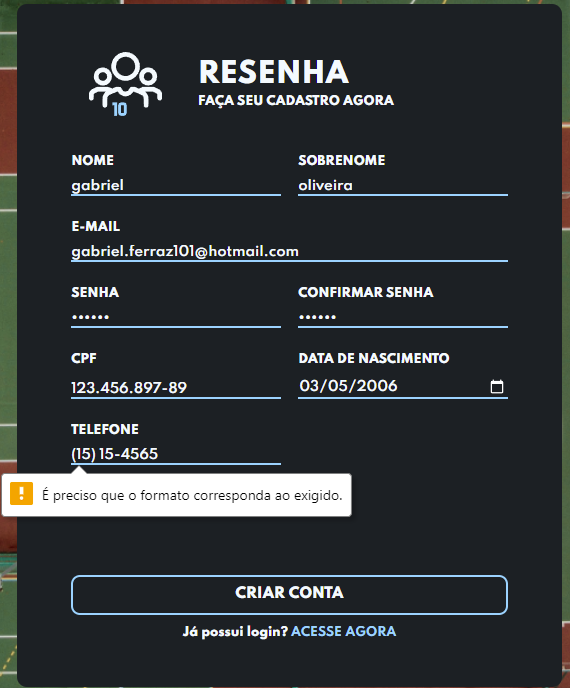 10
RESENHA
FAÇA SEU CADASTRO AGORA
NOME SOBRENOME
gabriel oliveira
E-MAIL
gabriel.ferraz101@hotmail.com
SENHA CONFIRMAR SENHA
•••••• ••••••
CPF DATA DE NASCIMENTO
123.456.897-89 03/05/2006
TELEFONE
(15) 15-4565
! É preciso que o formato corresponda ao exigido.
CRIAR CONTA
Já possui login? ACESSE AGORA